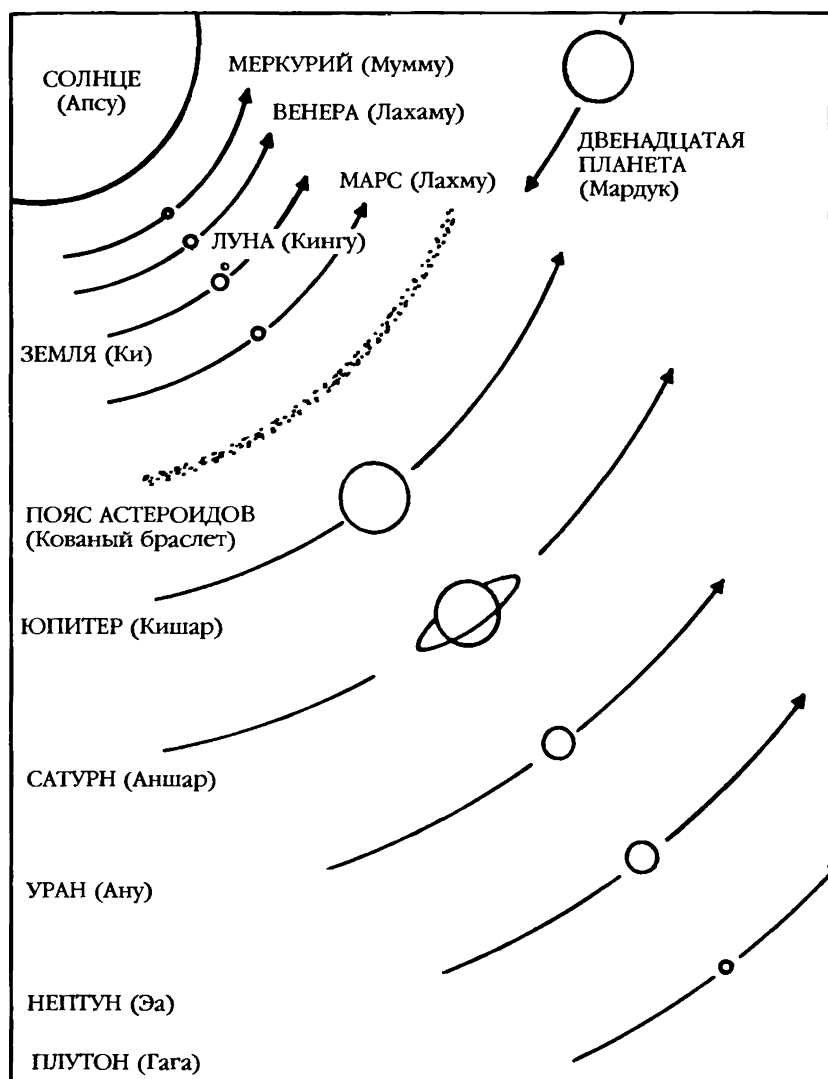 СОЛНЦЕ
(Апсу)
МЕРКУРИЙ (Мумму)
ВЕНЕРА (Лахаму)
ДВЕНАДЦАТАЯ
ПЛАНЕТА
(Мардук)
МАРС (Лахму)
ЛУНА (Кингу)
ЗЕМЛЯ (Ки)
ПОЯС АСТЕРОИДОВ
(Кованый браслет)
ЮПИТЕР (Кишар)
САТУРН (Аншар)
УРАН (Ану)
НЕПТУН (Эа)
ПЛУТОН (Гага)